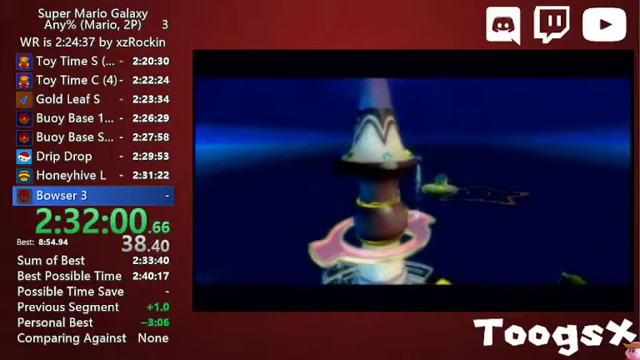 Super Mario Galaxy
Any% (Mario, 2P) 3
WR is 2:24:37 by xzRockin
Toy Time S (... 2:20:30
Toy Time C (4) - 2:22:24
Gold Leaf S - 2:23:34
Buoy Base 1... 2:26:29
Buoy Base S... 2:27:58
Drip Drop - 2:29:53
Honeyhive L - 2:31:22
Bowser 3 -
2:32:00.66
Best: 8:54.94 38.40
Sum of Best 2:33:40
Best Possible Time 2:40:17
Possible Time Save -
Previous Segment +1.0
Personal Best −3:06
Comparing Against None
ToogsX